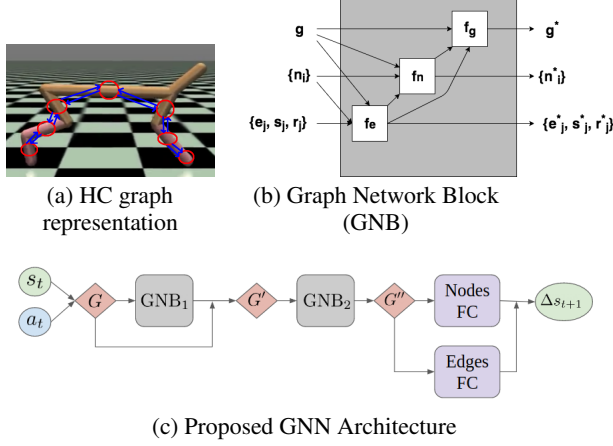 g
{nᵢ}
{eⱼ, sⱼ, rⱼ}
f_g
f_n
f_e
g*
{n*ᵢ}
{e*ⱼ, s*ⱼ, r*ⱼ}
(a) HC graph
representation
(b) Graph Network Block
(GNB)
s_t
a_t
G
GNB₁
G′
GNB₂
G″
Nodes
FC
Edges
FC
Δs_{t+1}
(c) Proposed GNN Architecture